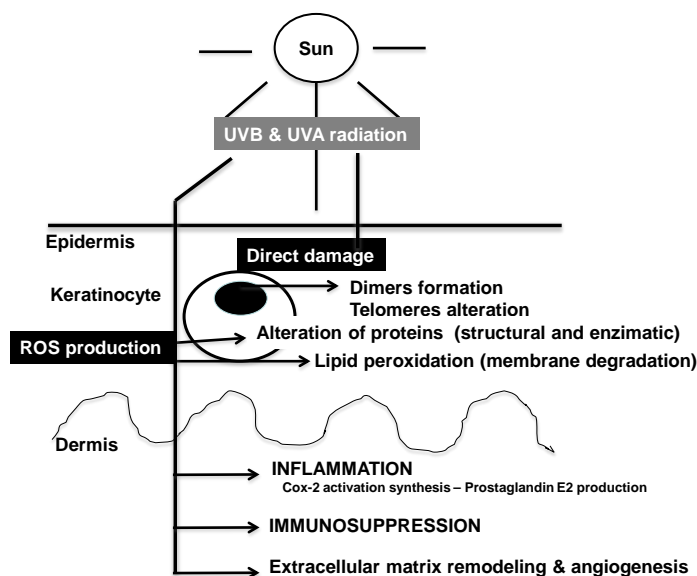 Sun
UVB & UVA radiation
Epidermis
Direct damage
Keratinocyte
Dimers formation
Telomeres alteration
Alteration of proteins (structural and enzimatic)
ROS production
Lipid peroxidation (membrane degradation)
Dermis
INFLAMMATION
Cox-2 activation synthesis – Prostaglandin E2 production
IMMUNOSUPPRESSION
Extracellular matrix remodeling & angiogenesis